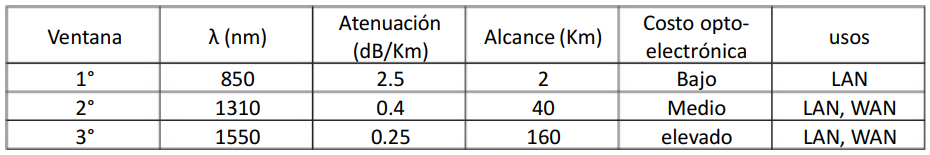 Ventana λ (nm) Atenuación (dB/Km) Alcance (Km) Costo opto-electrónica usos
1° 850 2.5 2 Bajo LAN
2° 1310 0.4 40 Medio LAN, WAN
3° 1550 0.25 160 elevado LAN, WAN